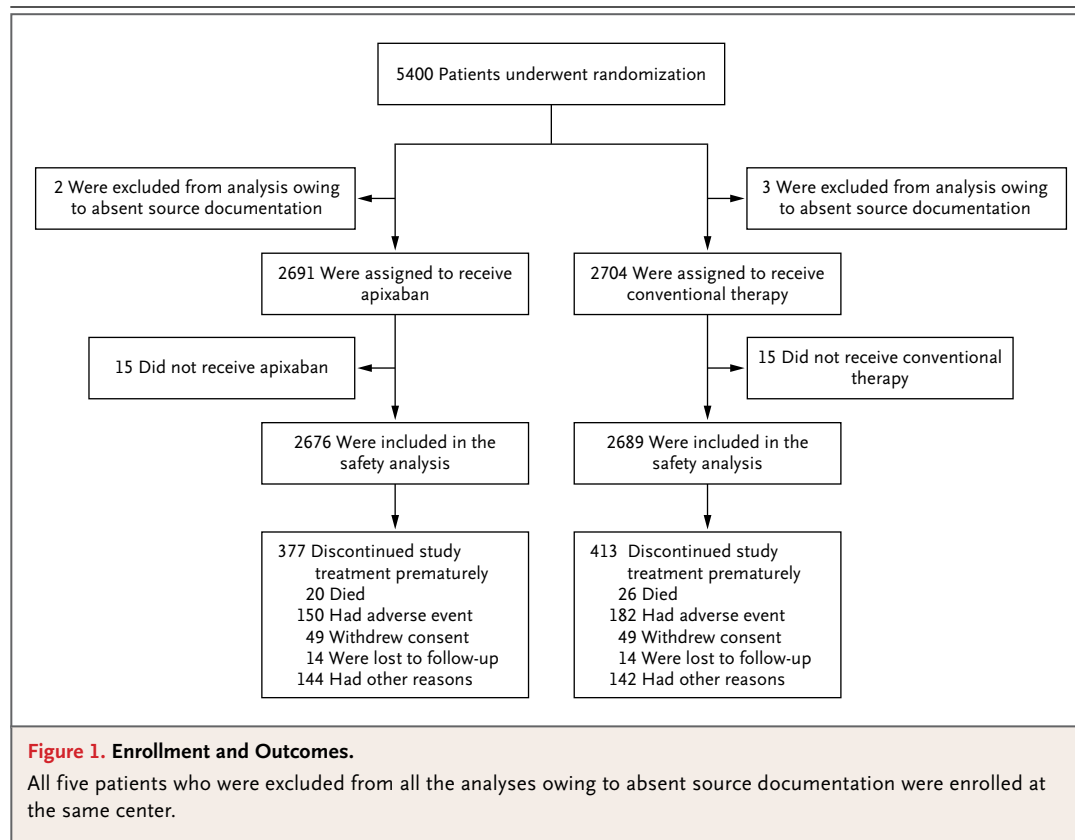 5400 Patients underwent randomization
2 Were excluded from analysis owing
to absent source documentation
3 Were excluded from analysis owing
to absent source documentation
2691 Were assigned to receive
apixaban
2704 Were assigned to receive
conventional therapy
15 Did not receive apixaban
15 Did not receive conventional
therapy
2676 Were included in the
safety analysis
2689 Were included in the
safety analysis
377 Discontinued study
treatment prematurely
20 Died
150 Had adverse event
49 Withdrew consent
14 Were lost to follow-up
144 Had other reasons
413 Discontinued study
treatment prematurely
26 Died
182 Had adverse event
49 Withdrew consent
14 Were lost to follow-up
142 Had other reasons
Figure 1. Enrollment and Outcomes.
All five patients who were excluded from all the analyses owing to absent source documentation were enrolled at
the same center.